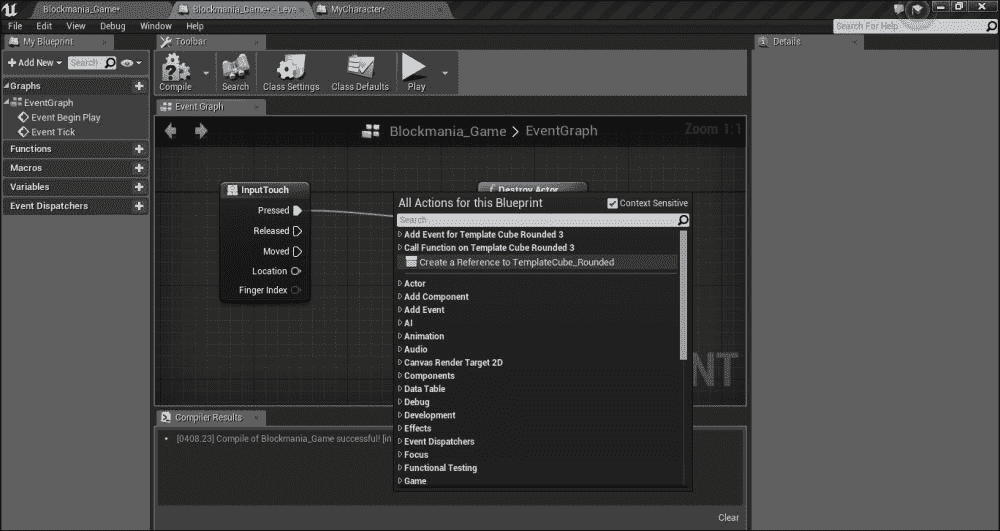 Blockmania_Game*
Blockmania_Game* - Leve
MyCharacter*
File Edit View Debug Window Help
Search For Help
My Blueprint
Toolbar
Details
Add New
Search
Compile
Search
Class Settings
Class Defaults
Play
Graphs
EventGraph
Event Begin Play
Event Tick
Functions
Macros
Variables
Event Dispatchers
Event Graph
Blockmania_Game > EventGraph
Zoom 1:1
InputTouch
Pressed
Released
Moved
Location
Finger Index
f Destroy Actor
All Actions for this Blueprint
Context Sensitive
Search
Add Event for Template Cube Rounded 3
Call Function on Template Cube Rounded 3
Create a Reference to TemplateCube_Rounded
Actor
Add Component
Add Event
AI
Animation
Audio
Canvas Render Target 2D
Components
Data Table
Debug
Development
Effects
Event Dispatchers
Focus
Functional Testing
Game
NT
Compiler Results
[0408.23] Compile of Blockmania_Game successful! [in
Clear